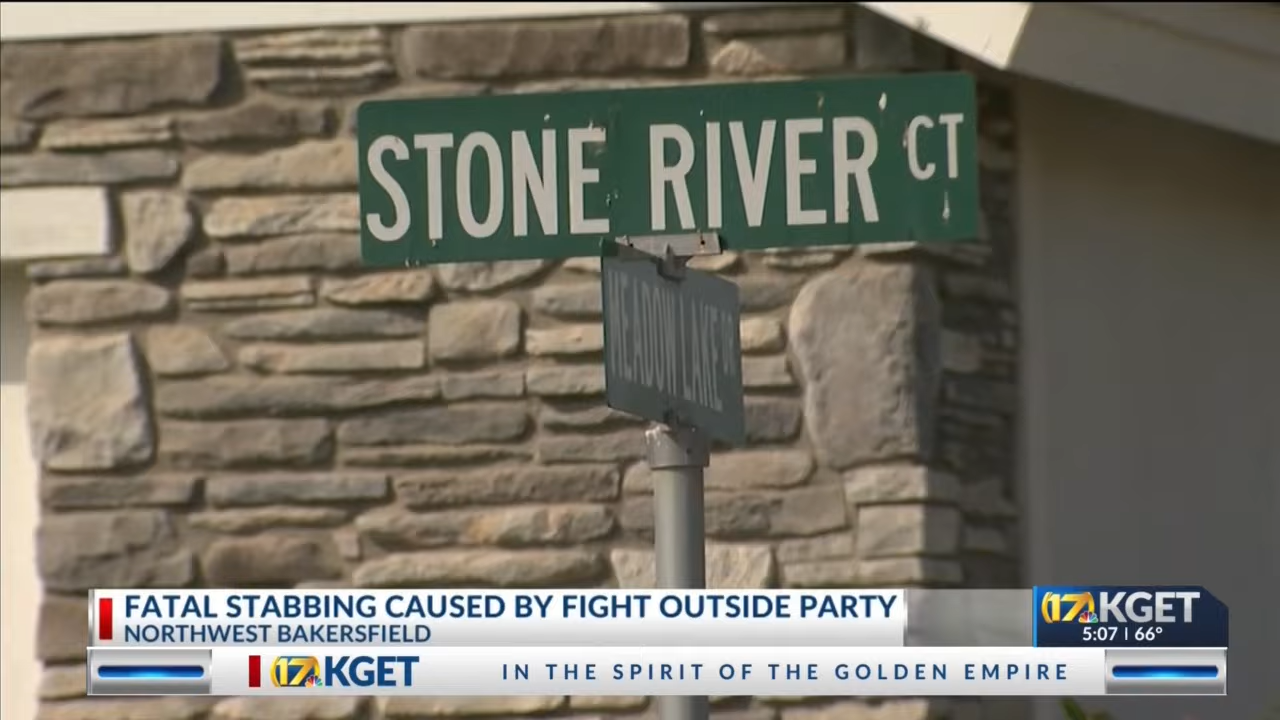 STONE RIVER CT
MEADOW LAKE
FATAL STABBING CAUSED BY FIGHT OUTSIDE PARTY
NORTHWEST BAKERSFIELD
17 KGET
5:07 | 66°
17 KGET
IN THE SPIRIT OF THE GOLDEN EMPIRE